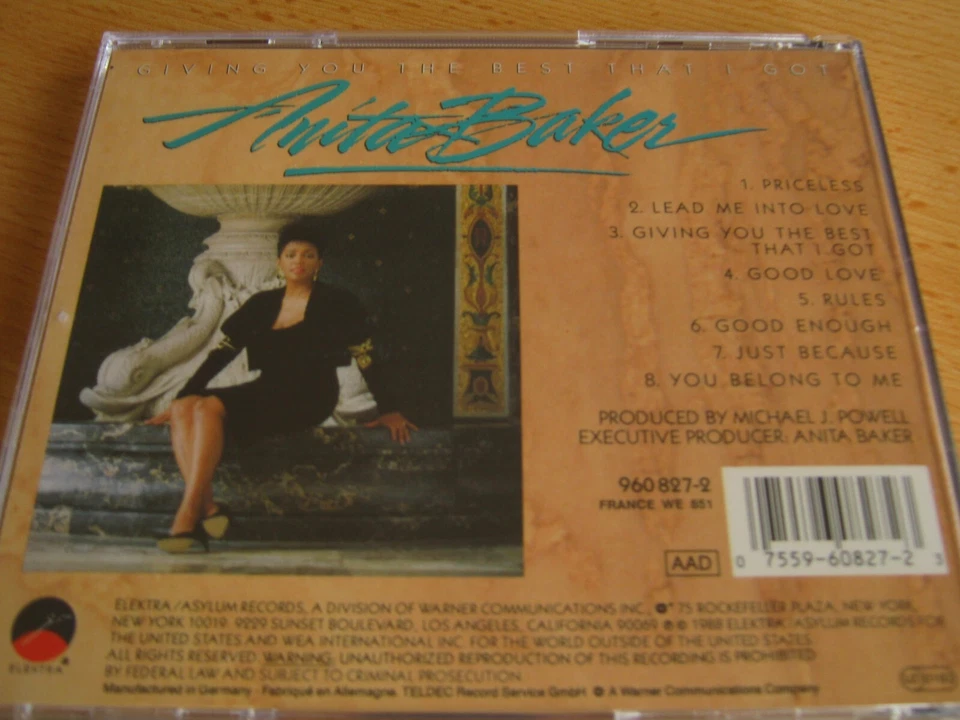 GIVING YOU THE BEST THAT I GOT
Anita Baker
1. PRICELESS
2. LEAD ME INTO LOVE
3. GIVING YOU THE BEST
THAT I GOT
4. GOOD LOVE
5. RULES
6. GOOD ENOUGH
7. JUST BECAUSE
8. YOU BELONG TO ME
PRODUCED BY MICHAEL J. POWELL
EXECUTIVE PRODUCER: ANITA BAKER
960 827-2
FRANCE WE 851
AAD
0 7559-60827-2 3
ELEKTRA
ELEKTRA/ASYLUM RECORDS, A DIVISION OF WARNER COMMUNICATIONS INC., 75 ROCKEFELLER PLAZA, NEW YORK,
NEW YORK 10019 · 9229 SUNSET BOULEVARD, LOS ANGELES, CALIFORNIA 90069 ℗ © 1988 ELEKTRA/ASYLUM RECORDS FOR
THE UNITED STATES AND WEA INTERNATIONAL INC. FOR THE WORLD OUTSIDE OF THE UNITED STATES.
ALL RIGHTS RESERVED. WARNING: UNAUTHORIZED REPRODUCTION OF THIS RECORDING IS PROHIBITED
BY FEDERAL LAW AND SUBJECT TO CRIMINAL PROSECUTION.
Manufactured in Germany · Fabriqué en Allemagne. TELDEC Record Service GmbH A Warner Communications Company